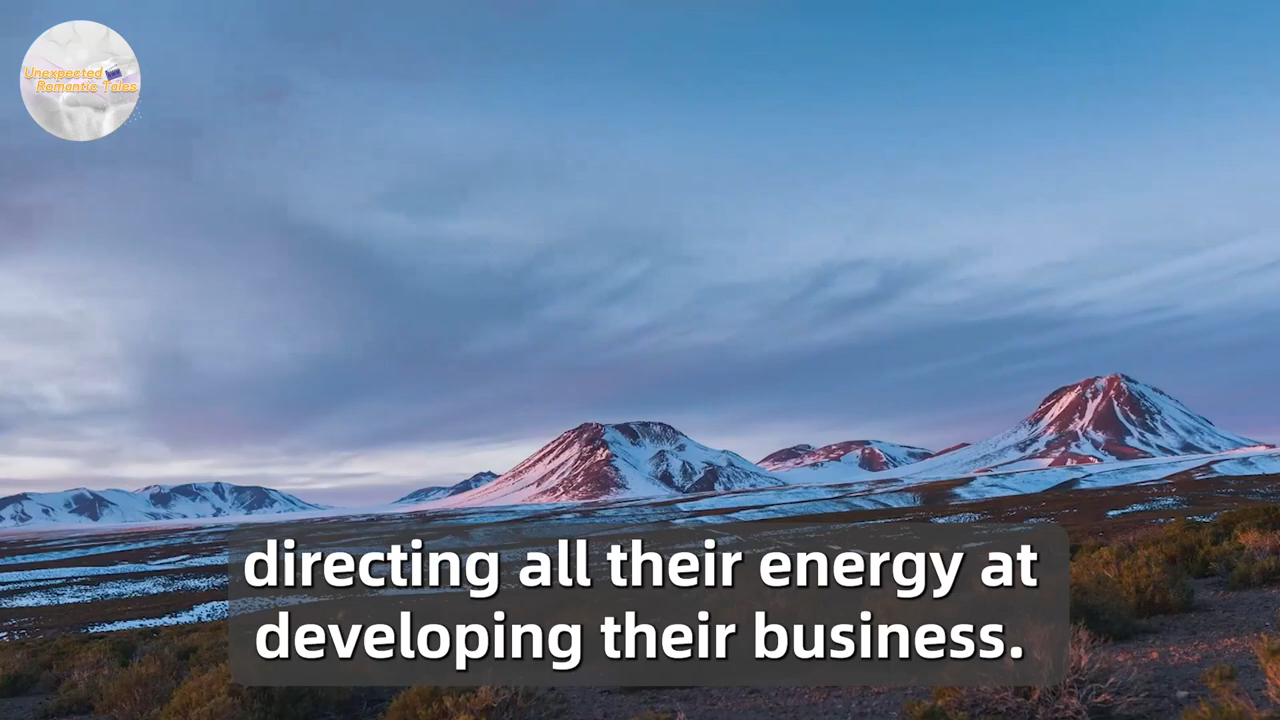 Unexpected
Romantic Tales
directing all their energy at
developing their business.